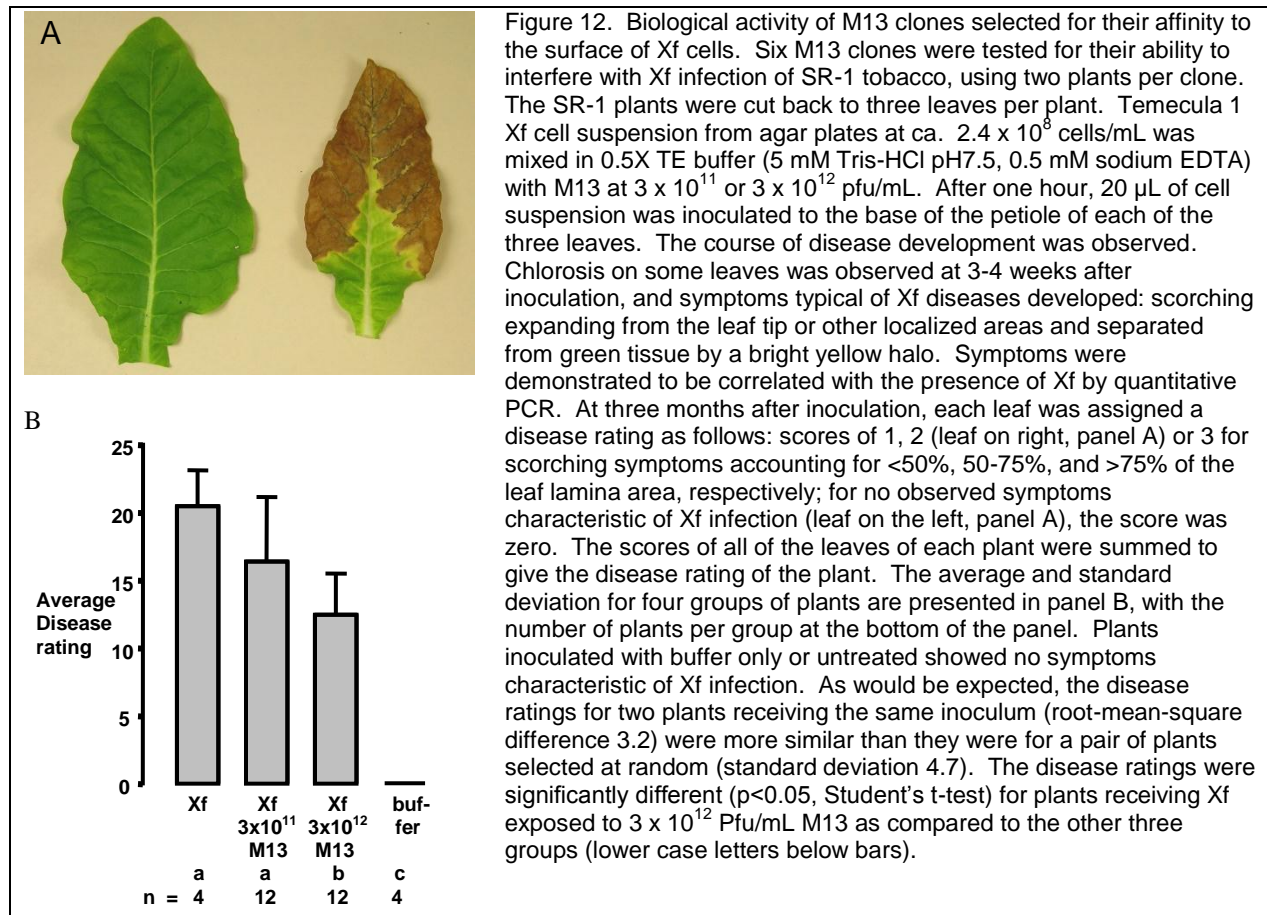 A
Figure 12. Biological activity of M13 clones selected for their affinity to
the surface of Xf cells. Six M13 clones were tested for their ability to
interfere with Xf infection of SR-1 tobacco, using two plants per clone.
The SR-1 plants were cut back to three leaves per plant. Temecula 1
Xf cell suspension from agar plates at ca. 2.4 x 10⁸ cells/mL was
mixed in 0.5X TE buffer (5 mM Tris-HCl pH7.5, 0.5 mM sodium EDTA)
with M13 at 3 x 10¹¹ or 3 x 10¹² pfu/mL. After one hour, 20 µL of cell
suspension was inoculated to the base of the petiole of each of the
three leaves. The course of disease development was observed.
Chlorosis on some leaves was observed at 3-4 weeks after
inoculation, and symptoms typical of Xf diseases developed: scorching
expanding from the leaf tip or other localized areas and separated
from green tissue by a bright yellow halo. Symptoms were
demonstrated to be correlated with the presence of Xf by quantitative
PCR. At three months after inoculation, each leaf was assigned a
disease rating as follows: scores of 1, 2 (leaf on right, panel A) or 3 for
scorching symptoms accounting for <50%, 50-75%, and >75% of the
leaf lamina area, respectively; for no observed symptoms
characteristic of Xf infection (leaf on the left, panel A), the score was
zero. The scores of all of the leaves of each plant were summed to
give the disease rating of the plant. The average and standard
deviation for four groups of plants are presented in panel B, with the
number of plants per group at the bottom of the panel. Plants
inoculated with buffer only or untreated showed no symptoms
characteristic of Xf infection. As would be expected, the disease
ratings for two plants receiving the same inoculum (root-mean-square
difference 3.2) were more similar than they were for a pair of plants
selected at random (standard deviation 4.7). The disease ratings were
significantly different (p<0.05, Student's t-test) for plants receiving Xf
exposed to 3 x 10¹² Pfu/mL M13 as compared to the other three
groups (lower case letters below bars).
B
25
20
15
10
5
0
Average
Disease
rating
Xf Xf Xf buf-
3x10¹¹ 3x10¹² fer
M13 M13
a a b c
n = 4 12 12 4